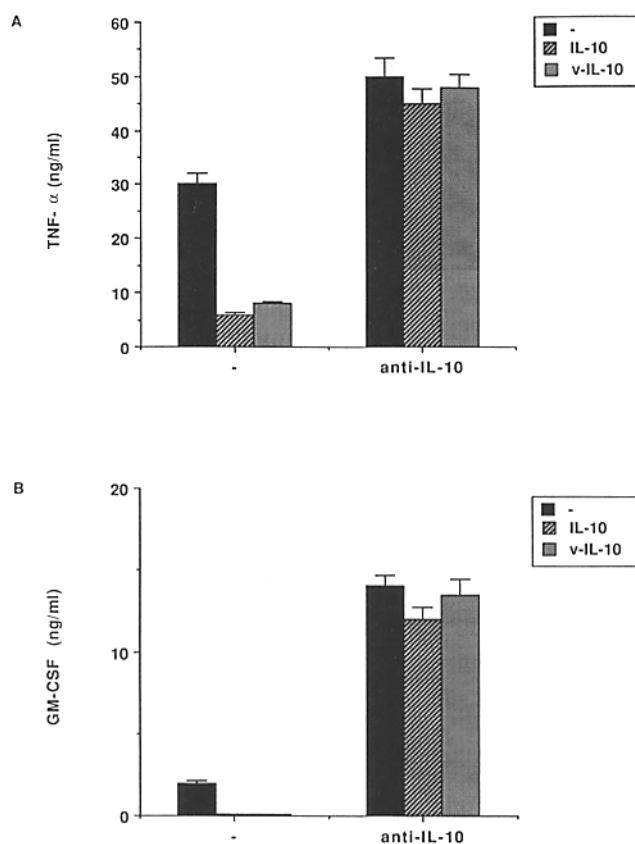 A
-
IL-10
v-IL-10
60
50
40
30
20
10
0
TNF- α (ng/ml)
-
anti-IL-10
B
-
IL-10
v-IL-10
20
10
0
GM-CSF (ng/ml)
-
anti-IL-10